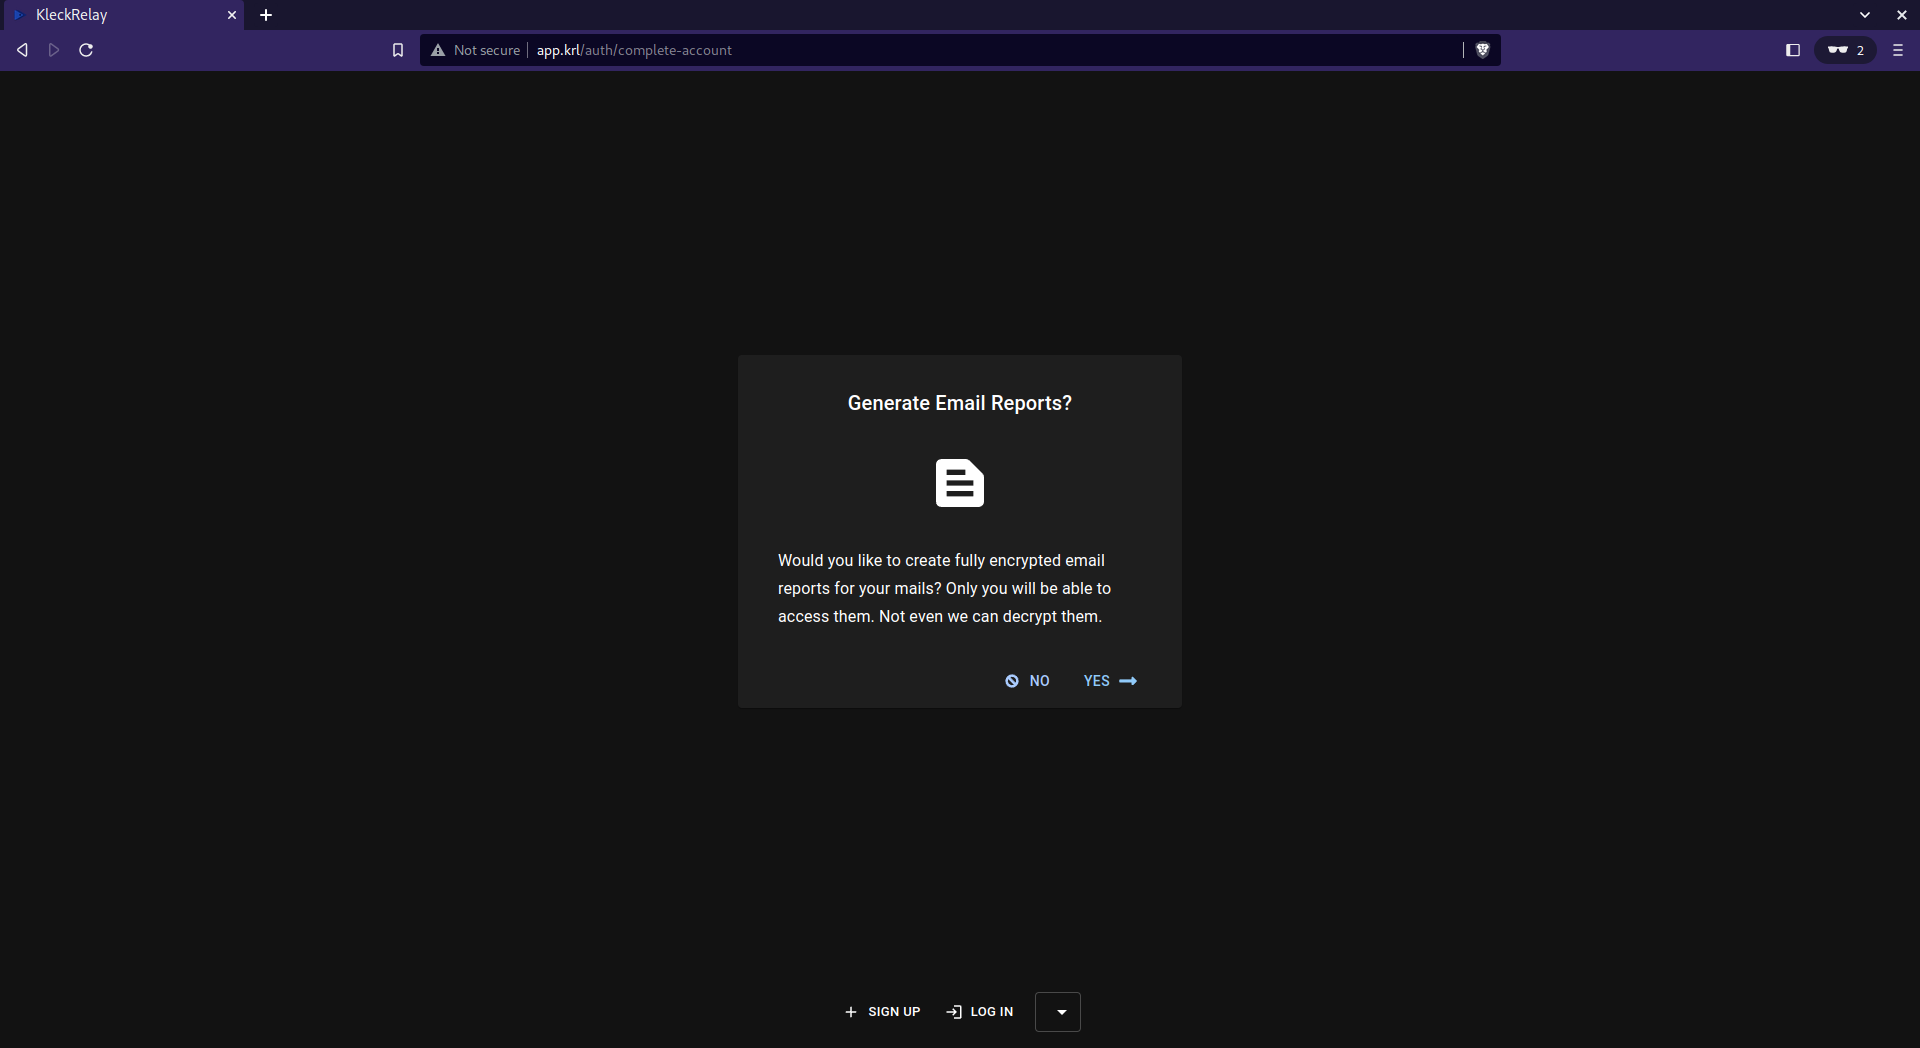 KleckRelay
Not secure
app.krl/auth/complete-account
2
Generate Email Reports?
Would you like to create fully encrypted email
reports for your mails? Only you will be able to
access them. Not even we can decrypt them.
NO
YES
SIGN UP
LOG IN